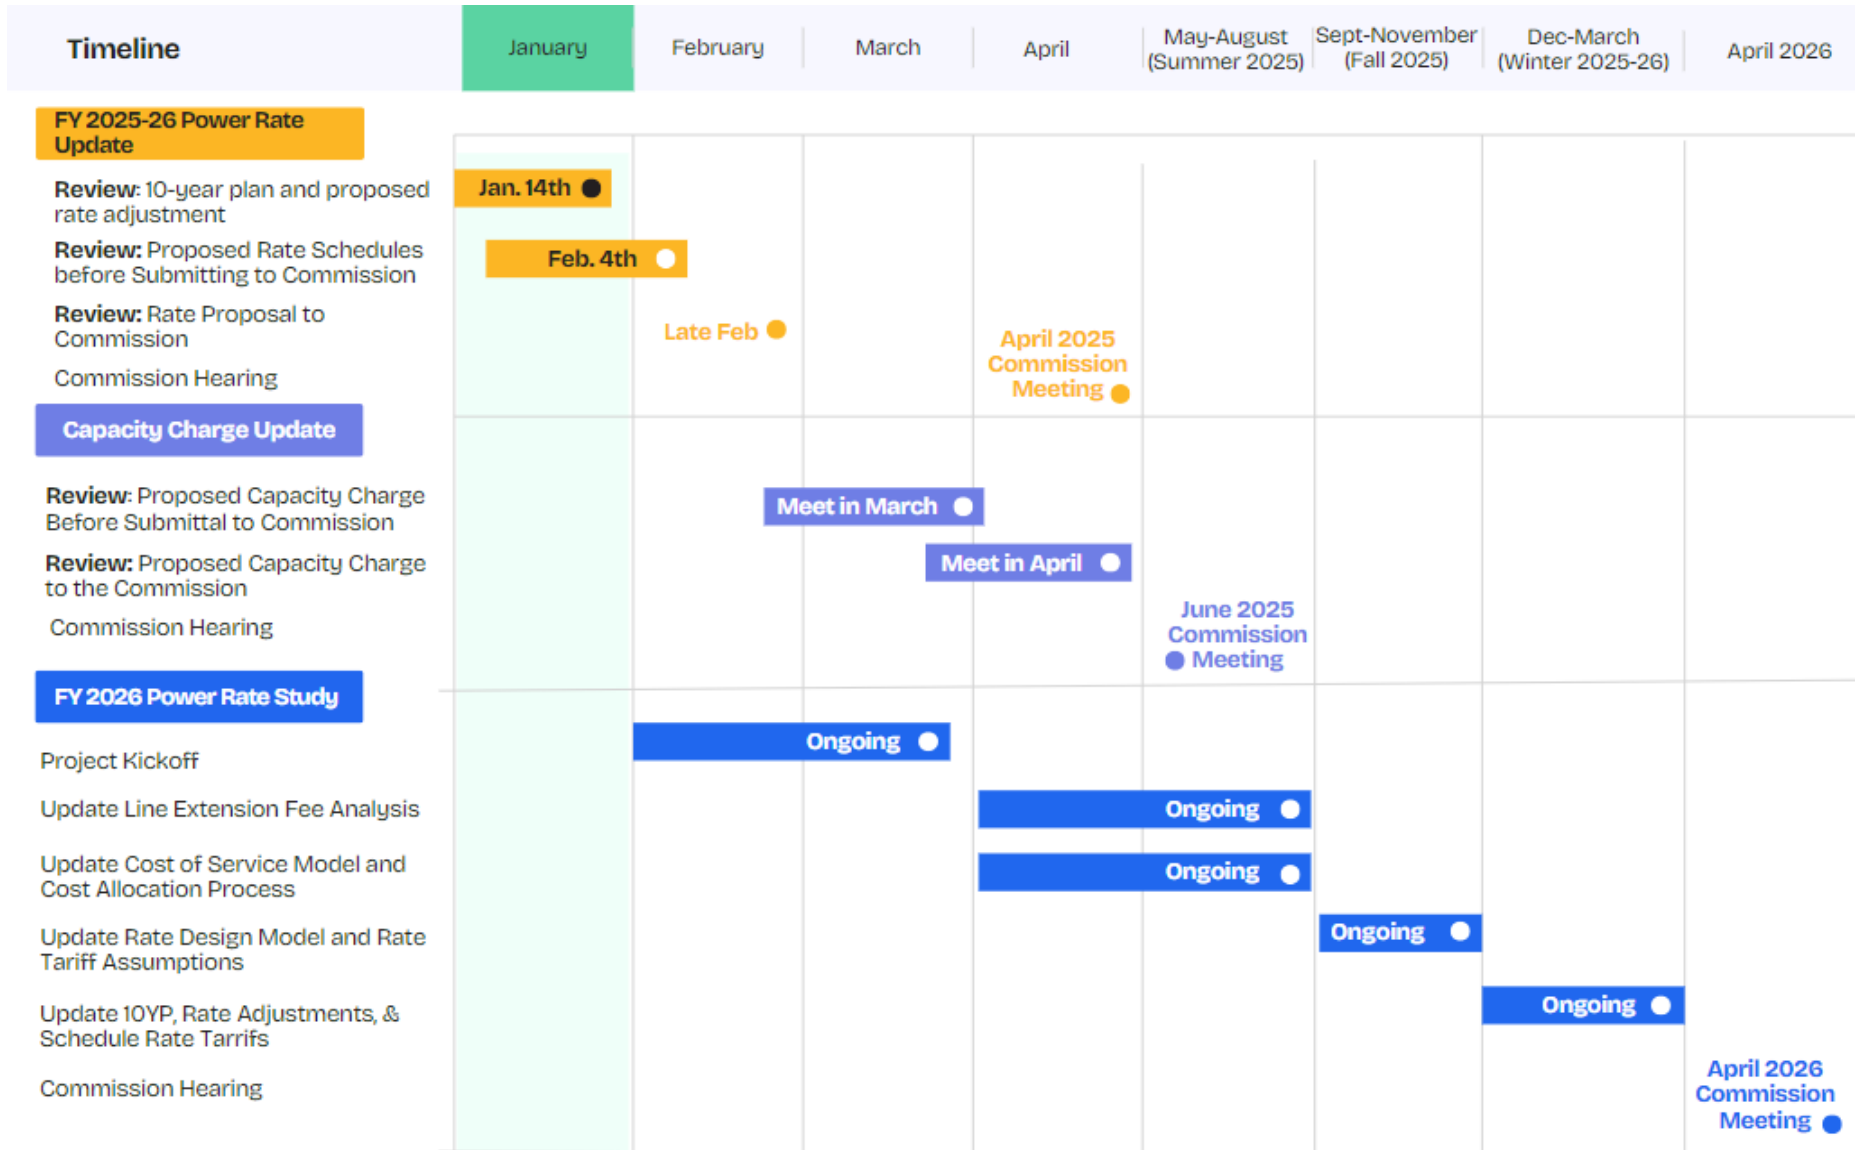 Timeline
January
February
March
April
May-August
(Summer 2025)
Sept-November
(Fall 2025)
Dec-March
(Winter 2025-26)
April 2026
FY 2025-26 Power Rate
Update
Review: 10-year plan and proposed
rate adjustment
Jan. 14th
Review: Proposed Rate Schedules
before Submitting to Commission
Feb. 4th
Review: Rate Proposal to
Commission
Late Feb
Commission Hearing
April 2025
Commission
Meeting
Capacity Charge Update
Review: Proposed Capacity Charge
Before Submittal to Commission
Meet in March
Review: Proposed Capacity Charge
to the Commission
Meet in April
Commission Hearing
June 2025
Commission
Meeting
FY 2026 Power Rate Study
Project Kickoff
Ongoing
Update Line Extension Fee Analysis
Ongoing
Update Cost of Service Model and
Cost Allocation Process
Ongoing
Update Rate Design Model and Rate
Tariff Assumptions
Ongoing
Update 10YP, Rate Adjustments, &
Schedule Rate Tarrifs
Ongoing
Commission Hearing
April 2026
Commission
Meeting